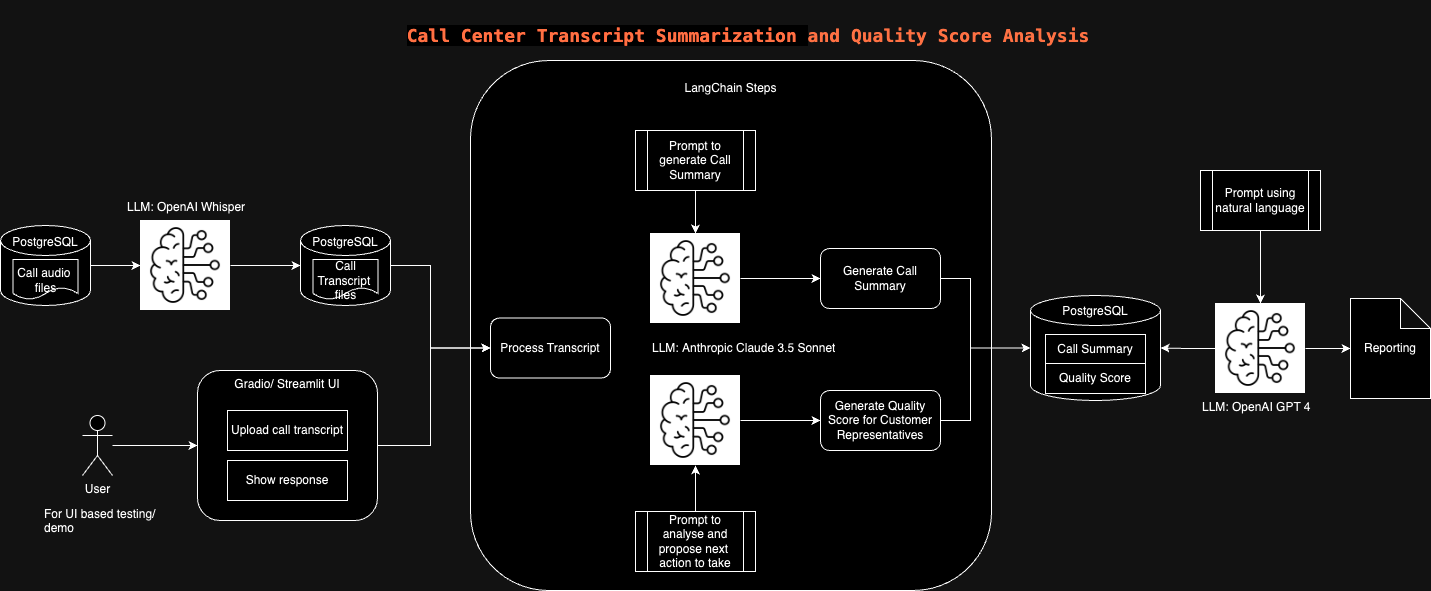 Call Center Transcript Summarization and Quality Score Analysis
LangChain Steps
Prompt to
generate Call
Summary
LLM: OpenAI Whisper
PostgreSQL
Call audio
files
PostgreSQL
Call
Transcript
files
Process Transcript
Generate Call
Summary
LLM: Anthropic Claude 3.5 Sonnet
Generate Quality
Score for Customer
Representatives
Prompt to
analyse and
propose next
action to take
Gradio/ Streamlit UI
Upload call transcript
Show response
User
For UI based testing/
demo
PostgreSQL
Call Summary
Quality Score
Prompt using
natural language
LLM: OpenAI GPT 4
Reporting